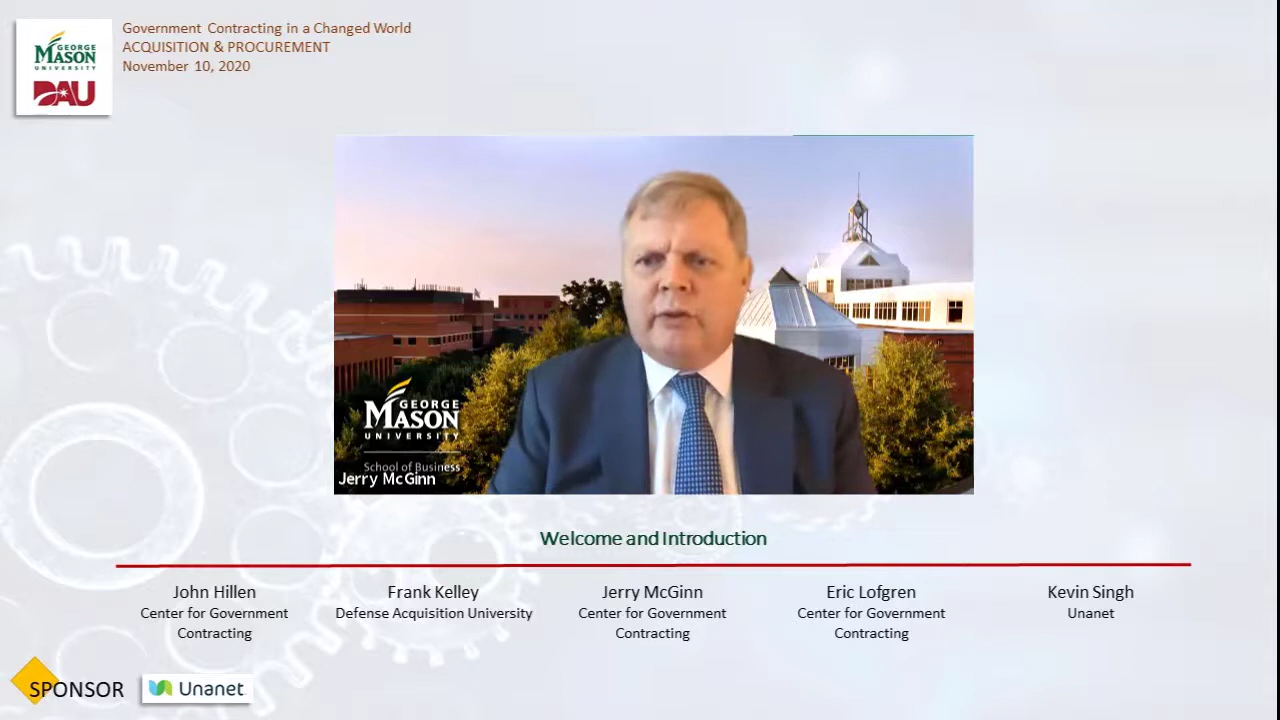 GEORGE
MASON
UNIVERSITY
DAU
Government Contracting in a Changed World
ACQUISITION & PROCUREMENT
November 10, 2020
GEORGE
MASON
UNIVERSITY
School of Business
Jerry McGinn
Welcome and Introduction
John Hillen
Center for Government
Contracting
Frank Kelley
Defense Acquisition University
Jerry McGinn
Center for Government
Contracting
Eric Lofgren
Center for Government
Contracting
Kevin Singh
Unanet
SPONSOR
Unanet